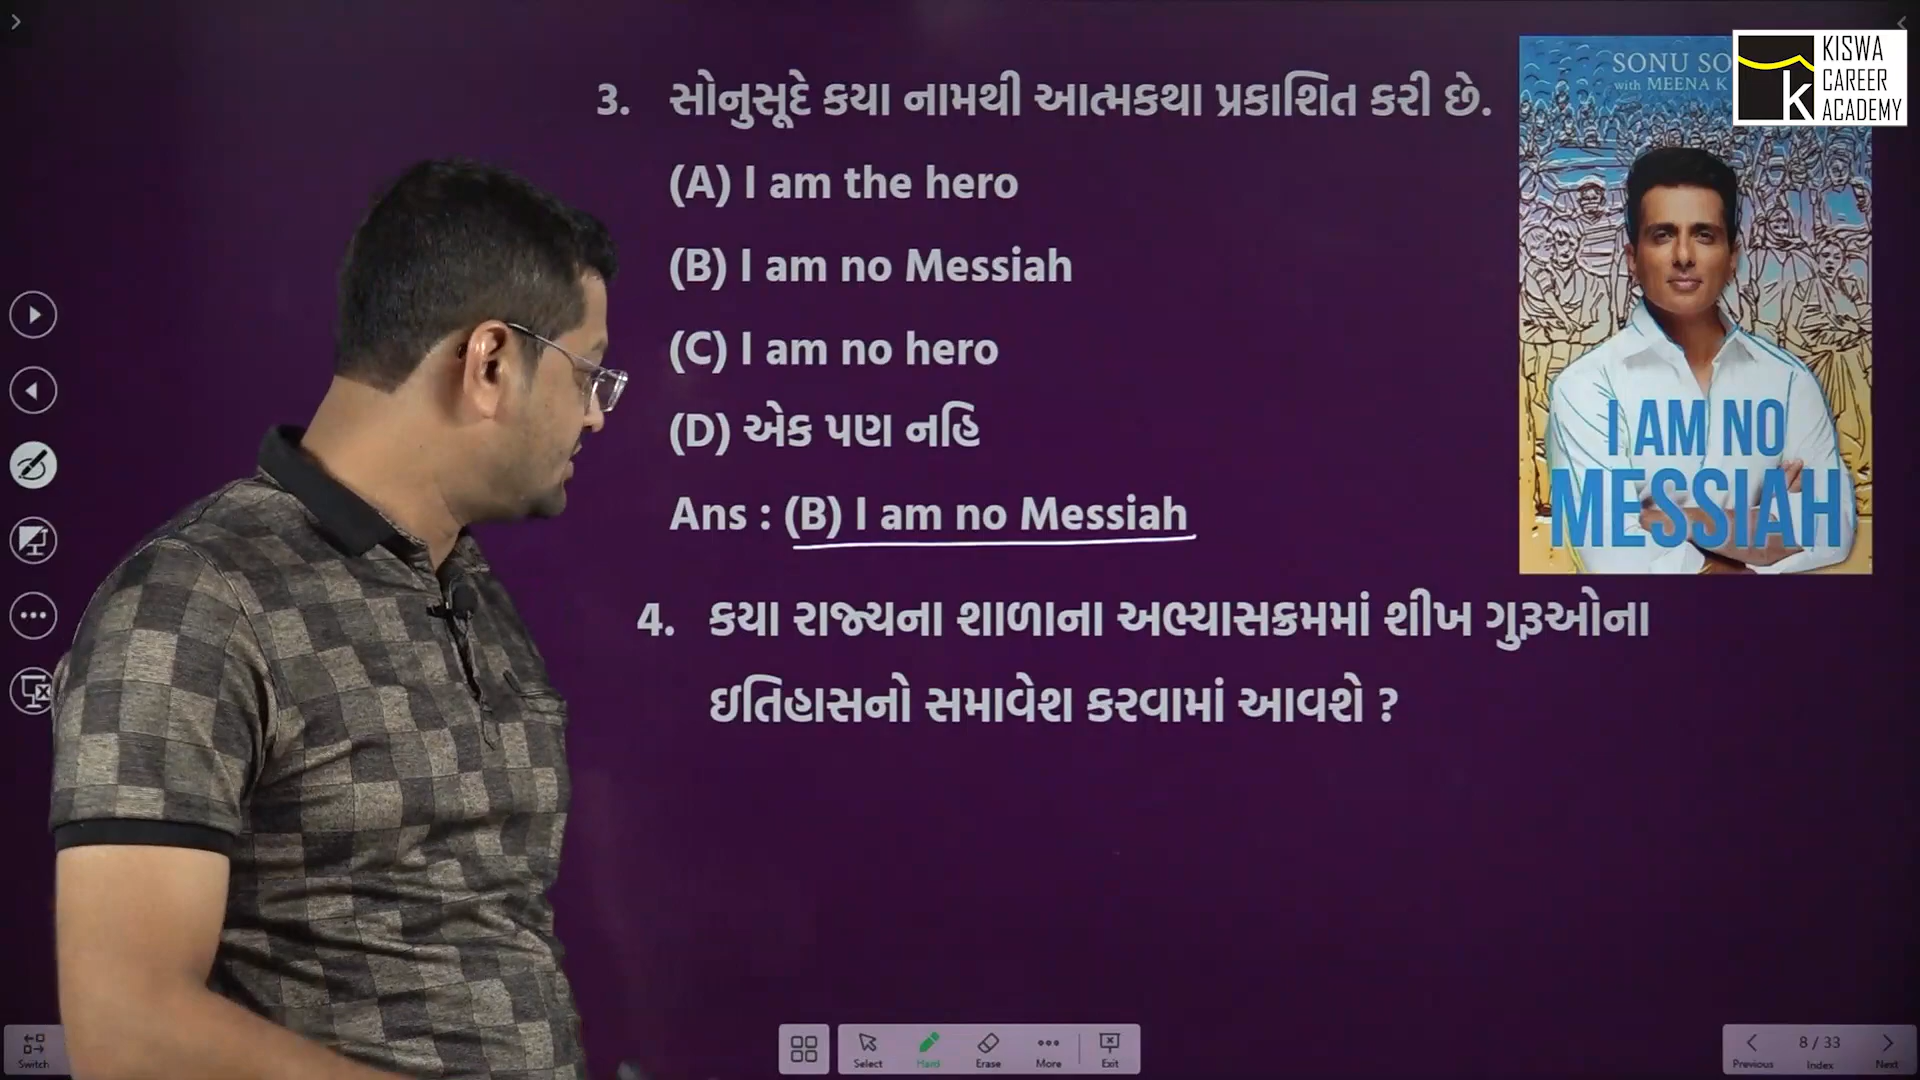 KISWA
CAREER
ACADEMY
SONU SO
with MEENA K
3. સોનુસૂદે કયા નામથી આત્મકથા પ્રકાશિત કરી છે.
(A) I am the hero
(B) I am no Messiah
(C) I am no hero
(D) એક પણ નહિ
Ans : (B) I am no Messiah
I AM NO
MESSIAH
4. કયા રાજ્યના શાળાના અભ્યાસક્રમમાં શીખ ગુરૂઓના
ઇતિહાસનો સમાવેશ કરવામાં આવશે ?
Switch
Select
Hard
Erase
More
Exit
8 / 33
Previous
Index
Next